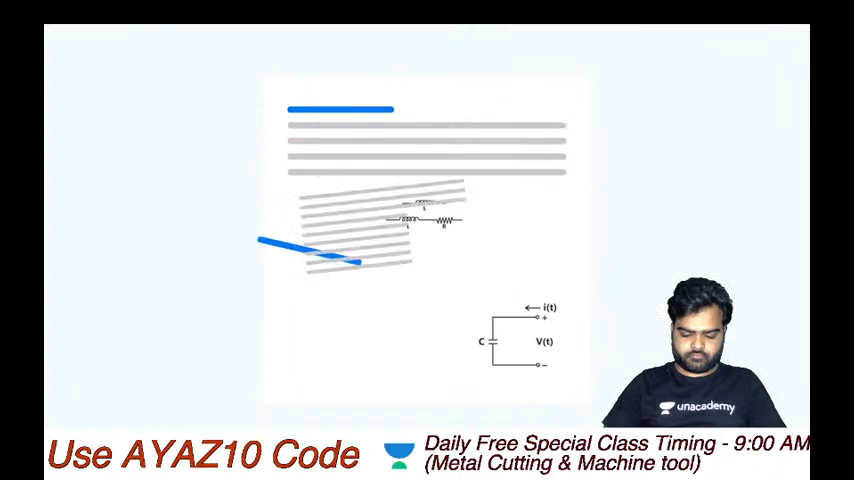 L
L R
i(t)
+
C V(t)
–
unacademy
Use AYAZ10 Code
Daily Free Special Class Timing - 9:00 AM
(Metal Cutting & Machine tool)